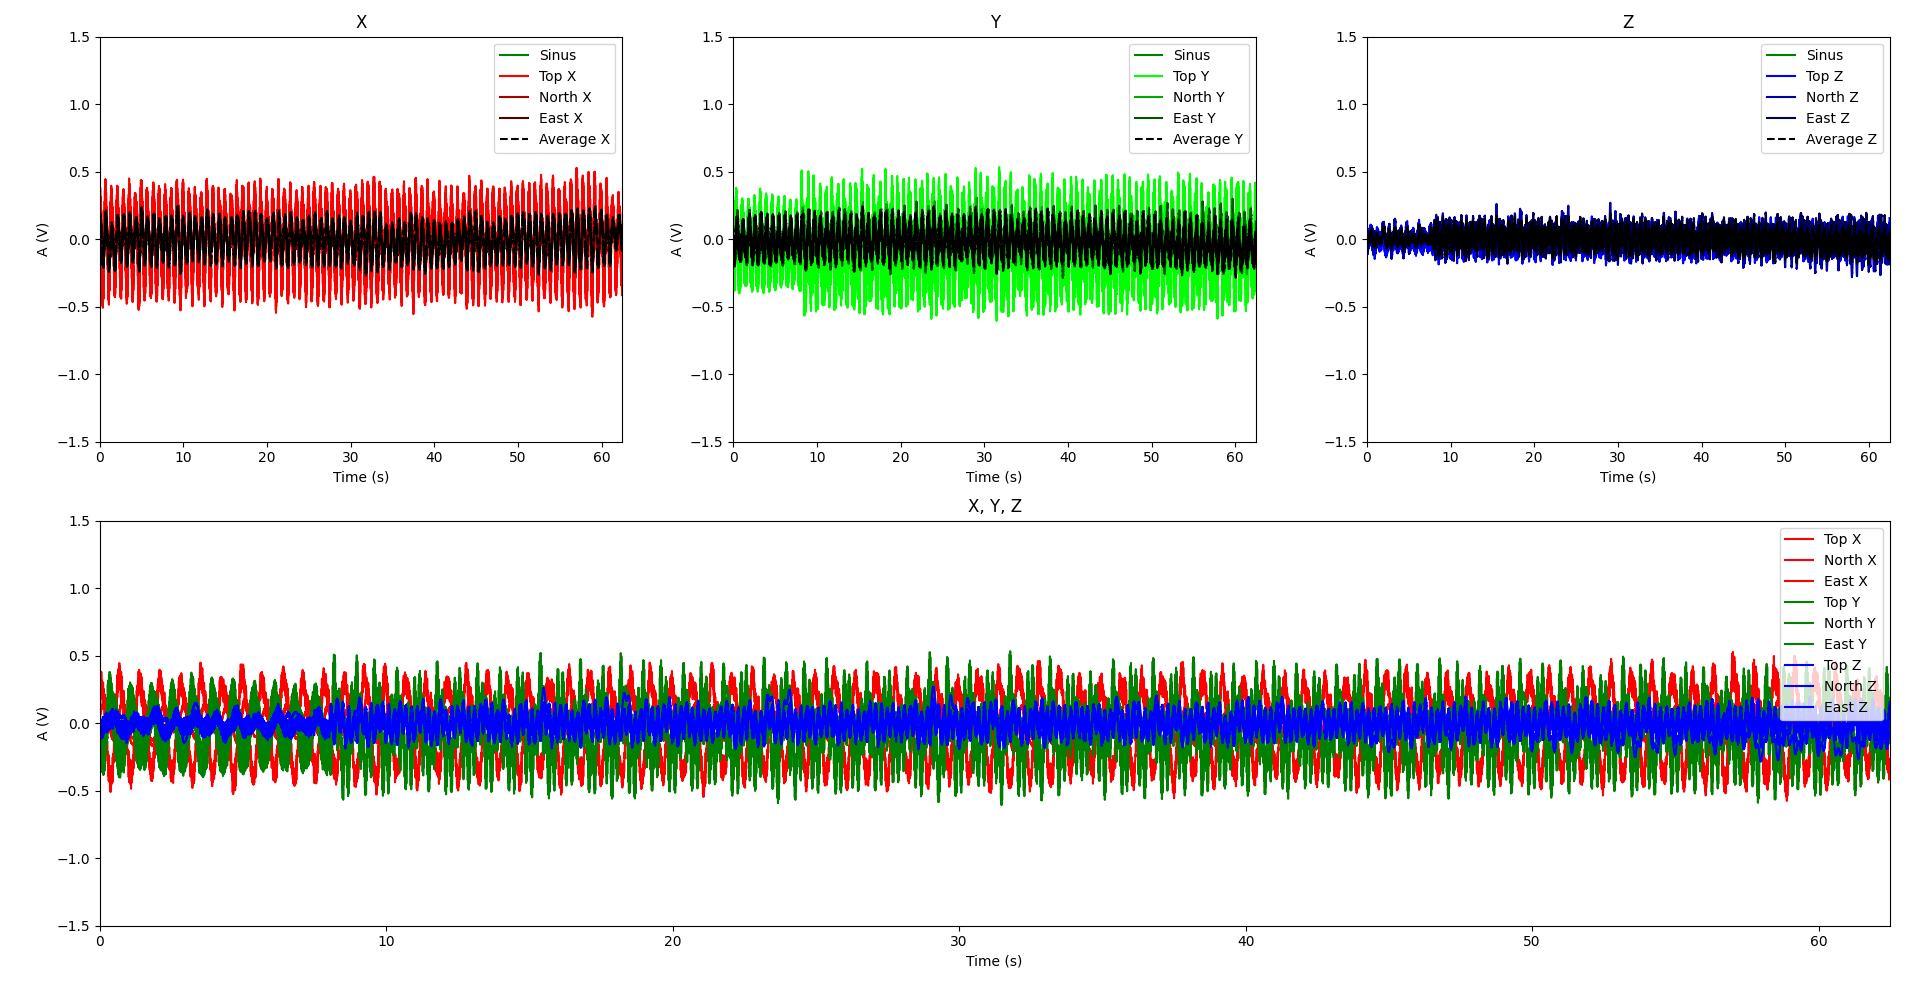 X
Y
Z
1.5
1.0
0.5
0.0
−0.5
−1.0
−1.5
A (V)
0 10 20 30 40 50 60
Time (s)
Sinus
Top X
North X
East X
Average X
1.5
1.0
0.5
0.0
−0.5
−1.0
−1.5
A (V)
0 10 20 30 40 50 60
Time (s)
Sinus
Top Y
North Y
East Y
Average Y
1.5
1.0
0.5
0.0
−0.5
−1.0
−1.5
A (V)
0 10 20 30 40 50 60
Time (s)
Sinus
Top Z
North Z
East Z
Average Z
X, Y, Z
1.5
1.0
0.5
0.0
−0.5
−1.0
−1.5
A (V)
0 10 20 30 40 50 60
Time (s)
Top X
North X
East X
Top Y
North Y
East Y
Top Z
North Z
East Z